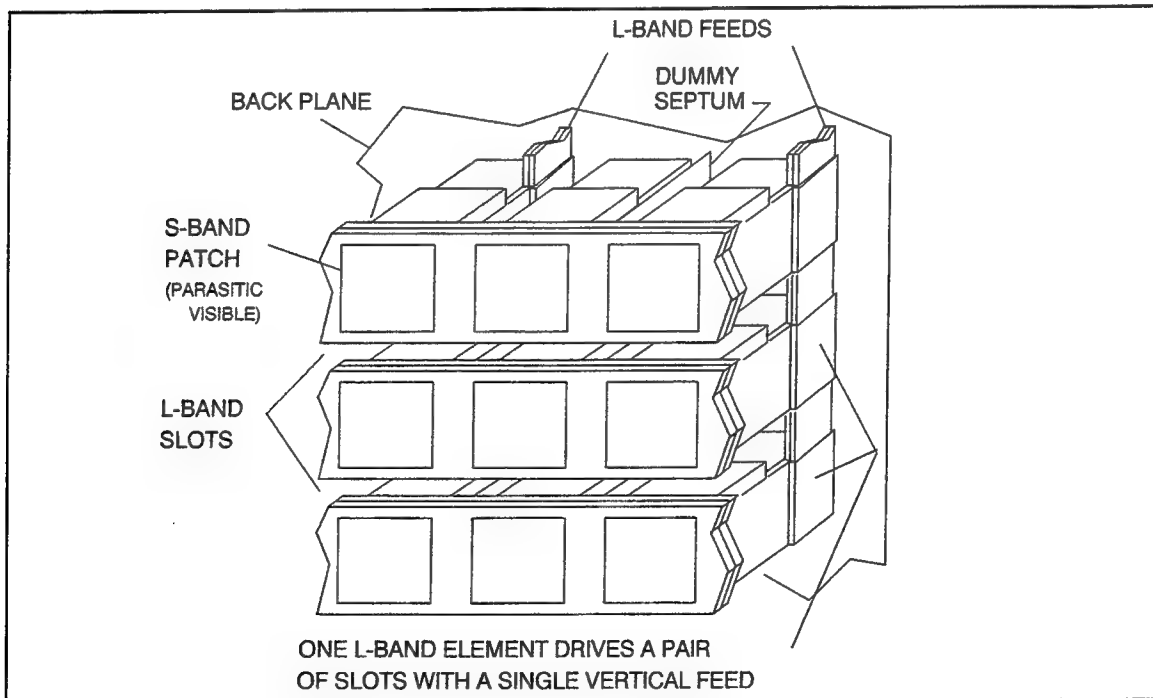 L-BAND FEEDS
DUMMY
SEPTUM
BACK PLANE
S-BAND
PATCH
(PARASITIC
VISIBLE)
L-BAND
SLOTS
ONE L-BAND ELEMENT DRIVES A PAIR
OF SLOTS WITH A SINGLE VERTICAL FEED